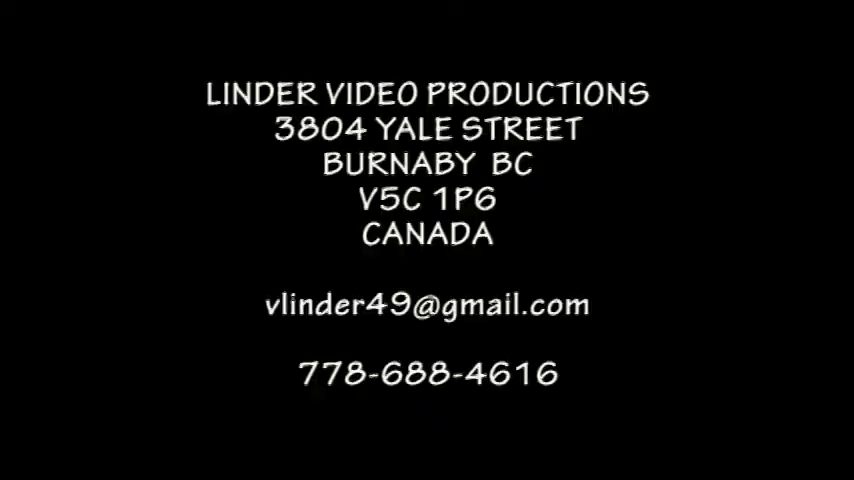 LINDER VIDEO PRODUCTIONS
3804 YALE STREET
BURNABY BC
V5C 1P6
CANADA
vlinder49@gmail.com
778-688-4616